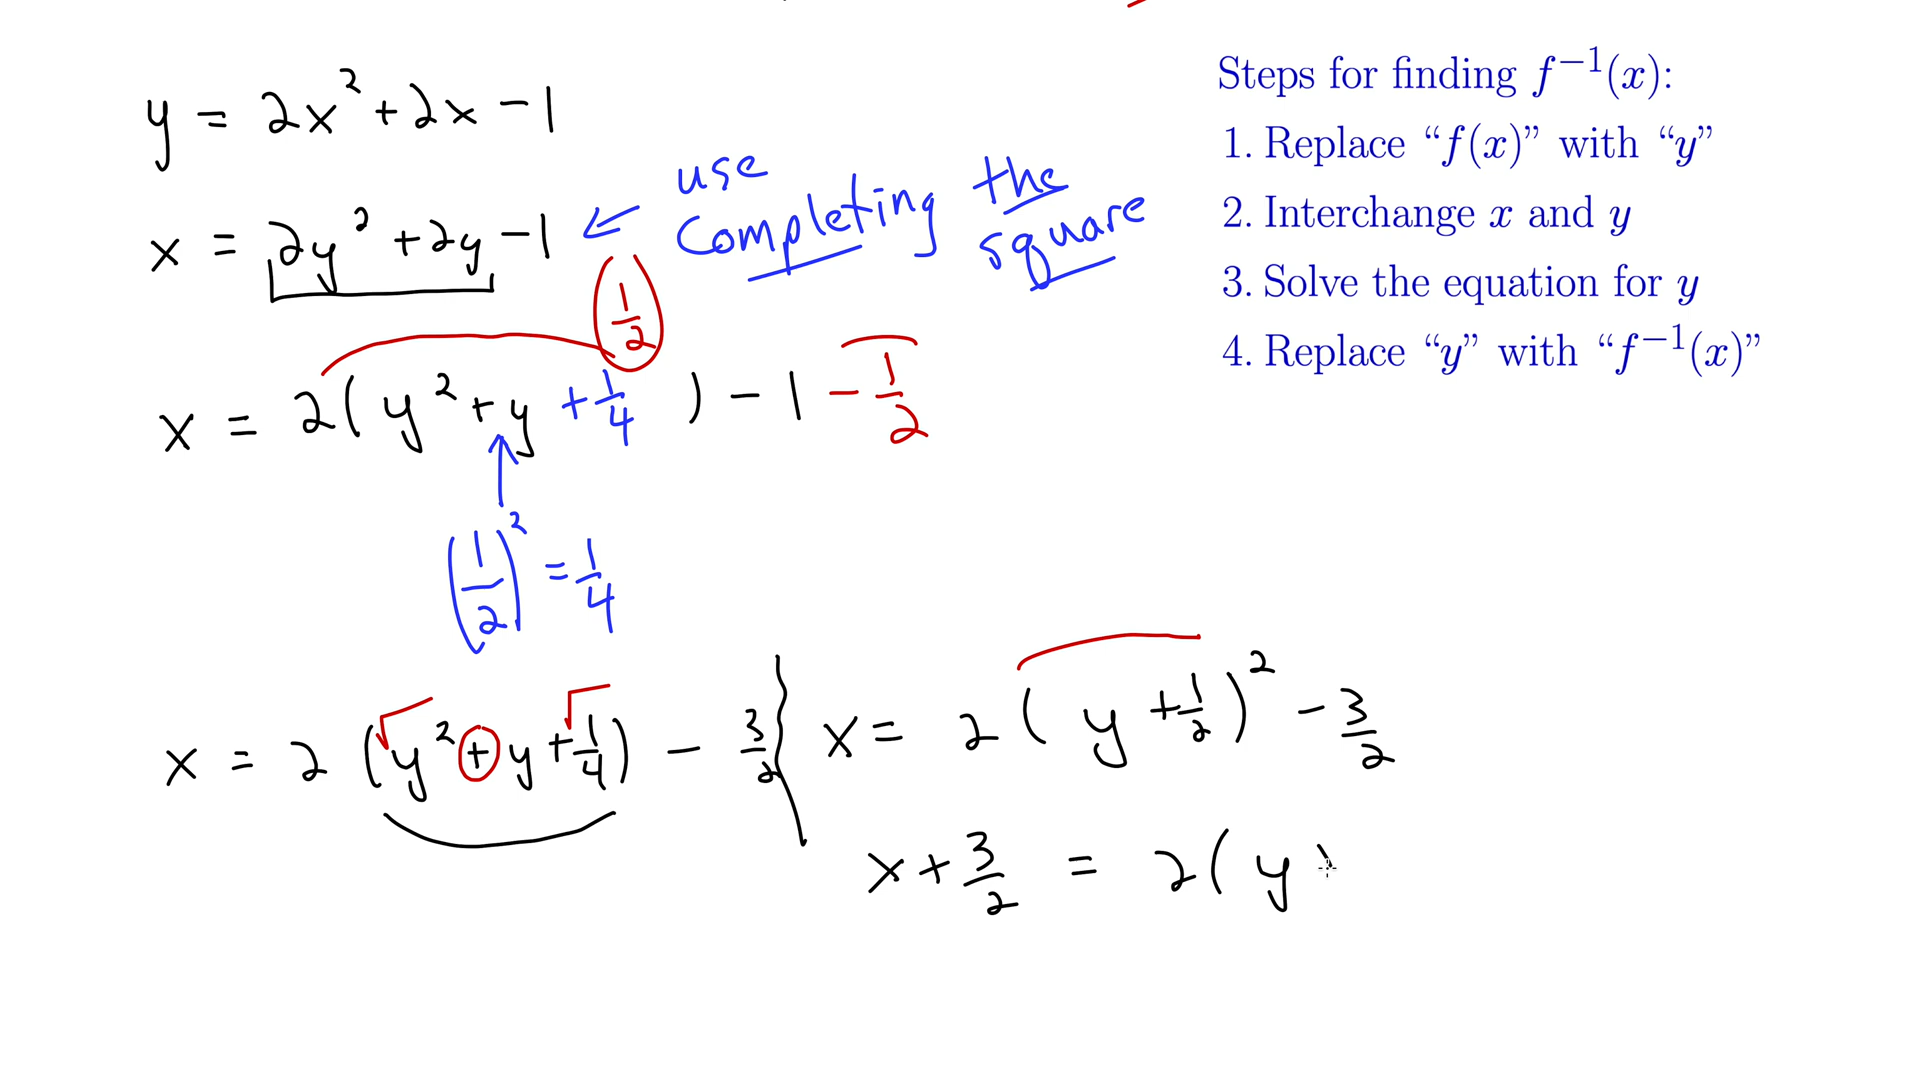 y = 2x² + 2x - 1
x = 2y² + 2y - 1
use
completing the
square
1/2
x = 2( y² + y + 1/4 ) - 1 - 1/2
(1/2)² = 1/4
x = 2 (y² + y + 1/4) - 3/2
x = 2 ( y + 1/2 )² - 3/2
x + 3/2 = 2( y
Steps for finding f⁻¹(x):
1. Replace “f(x)” with “y”
2. Interchange x and y
3. Solve the equation for y
4. Replace “y” with “f⁻¹(x)”